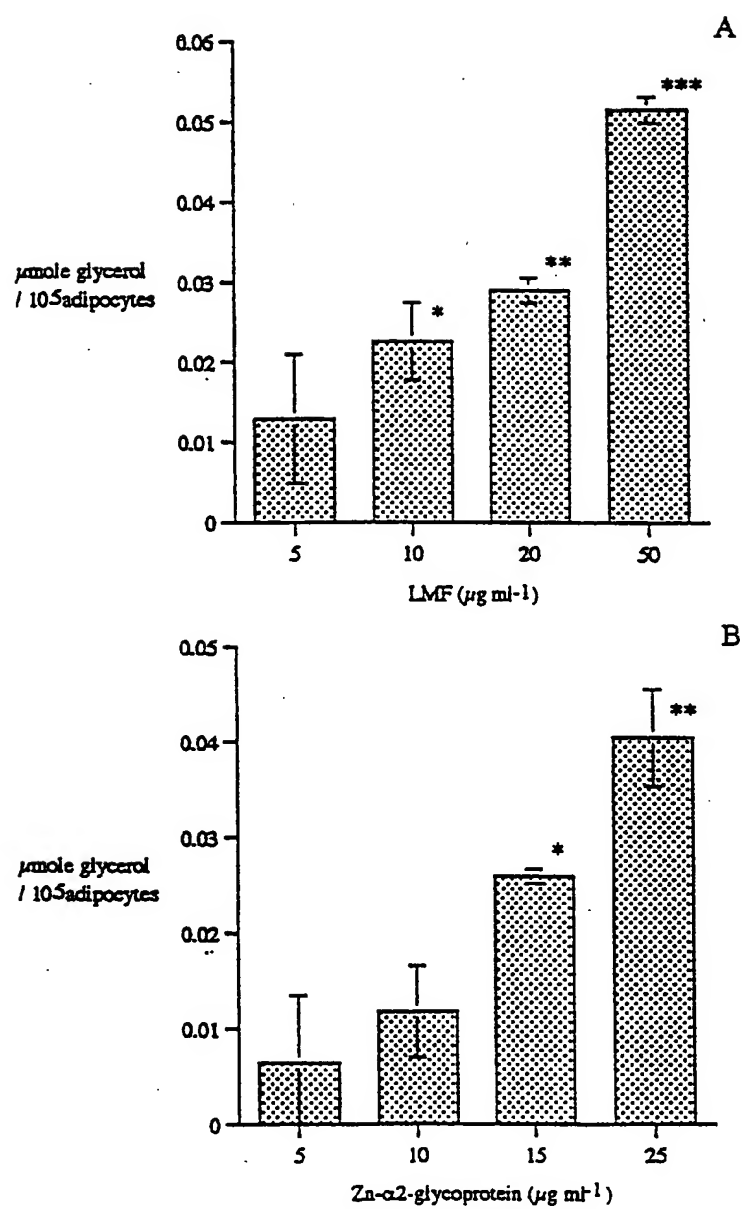 A
0.06
0.05
0.04
0.03
0.02
0.01
0
µmole glycerol
/ 105adipocytes
*
**
***
5 10 20 50
LMF (µg ml-1)
B
0.05
0.04
0.03
0.02
0.01
0
µmole glycerol
/ 105adipocytes
*
**
5 10 15 25
Zn-α2-glycoprotein (µg ml-1)